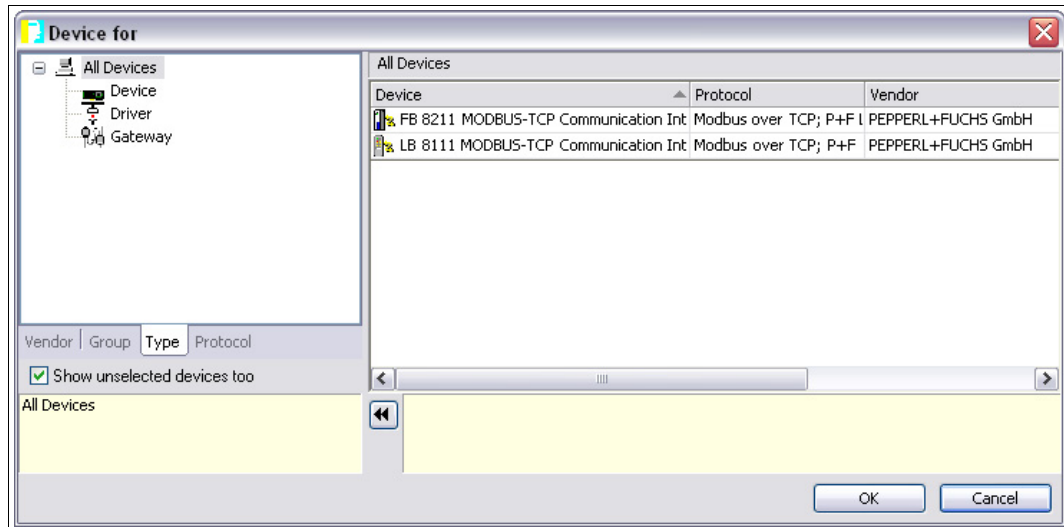 Device for
All Devices
Device
Driver
Gateway
Vendor Group Type Protocol
Show unselected devices too
All Devices
All Devices
Device Protocol Vendor
FB 8211 MODBUS-TCP Communication Int Modbus over TCP; P+F L PEPPERL+FUCHS GmbH
LB 8111 MODBUS-TCP Communication Int Modbus over TCP; P+F PEPPERL+FUCHS GmbH
OK Cancel